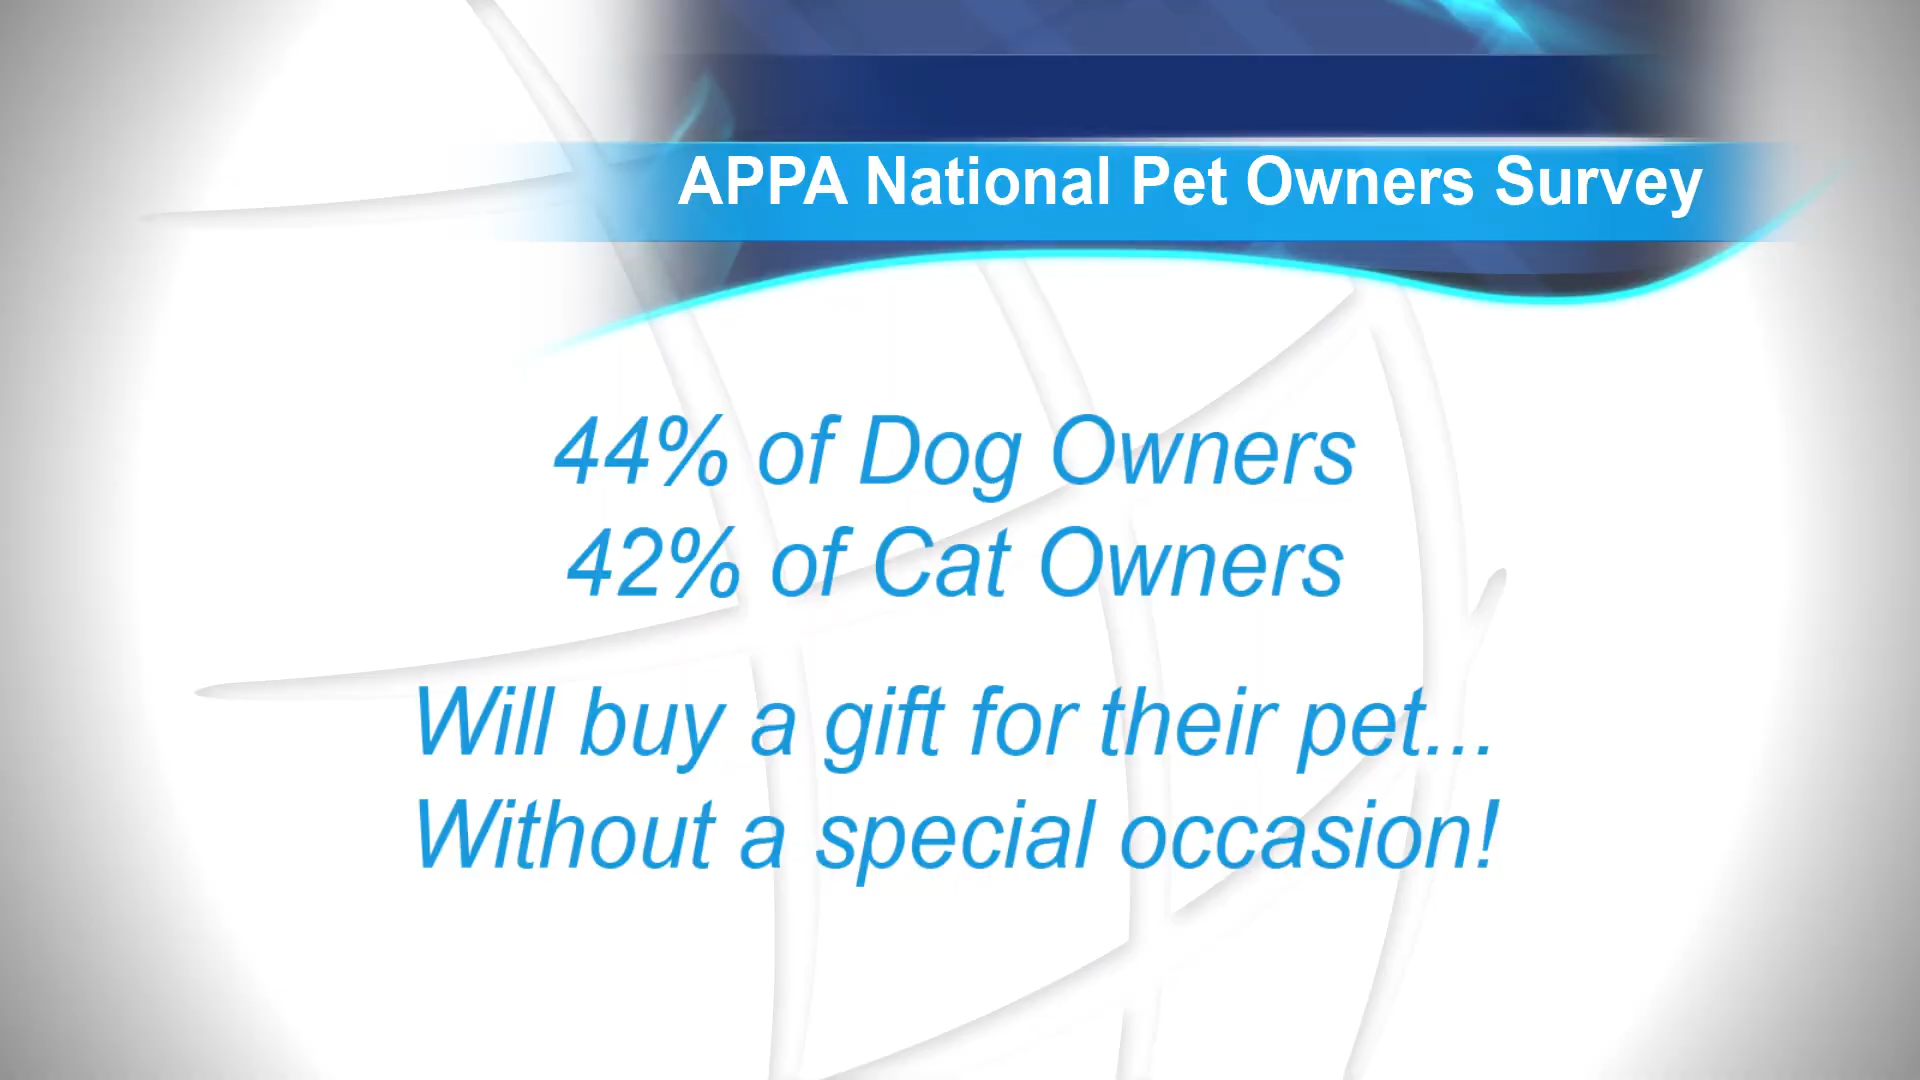 APPA National Pet Owners Survey
44% of Dog Owners
42% of Cat Owners
Will buy a gift for their pet...
Without a special occasion!